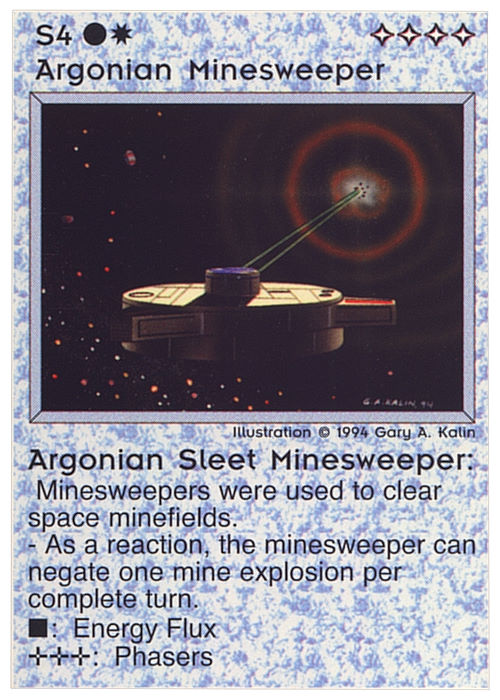 S4
Argonian Minesweeper
G.A.KALIN, 94
Illustration © 1994 Gary A. Kalin
Argonian Sleet Minesweeper:
Minesweepers were used to clear
space minefields.
- As a reaction, the minesweeper can
negate one mine explosion per
complete turn.
■: Energy Flux
✛✛✛: Phasers